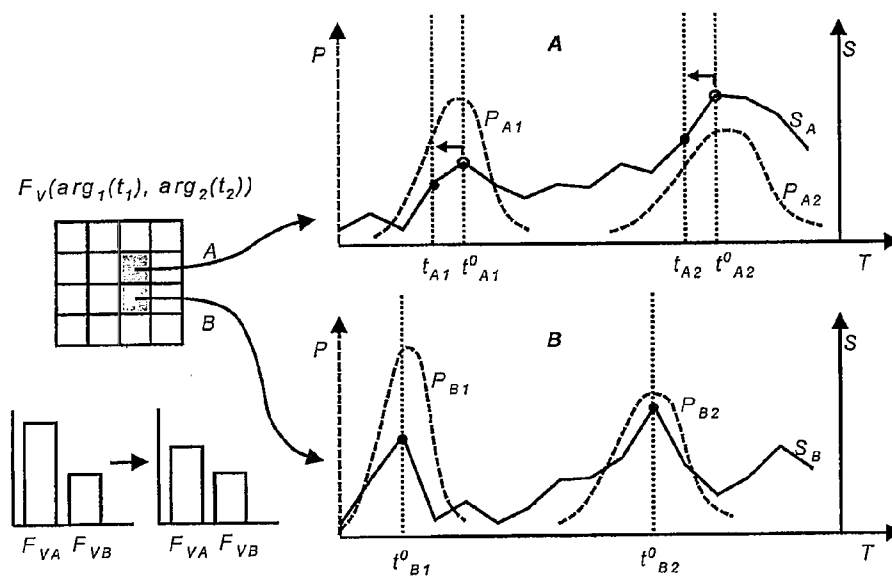 P
A
S
P_A1
S_A
F_V(arg_1(t_1), arg_2(t_2))
P_A2
A
t_A1
t^0_A1
t_A2
t^0_A2
T
B
P
B
S
P_B1
P_B2
S_B
F_VA
F_VB
F_VA
F_VB
t^0_B1
t^0_B2
T